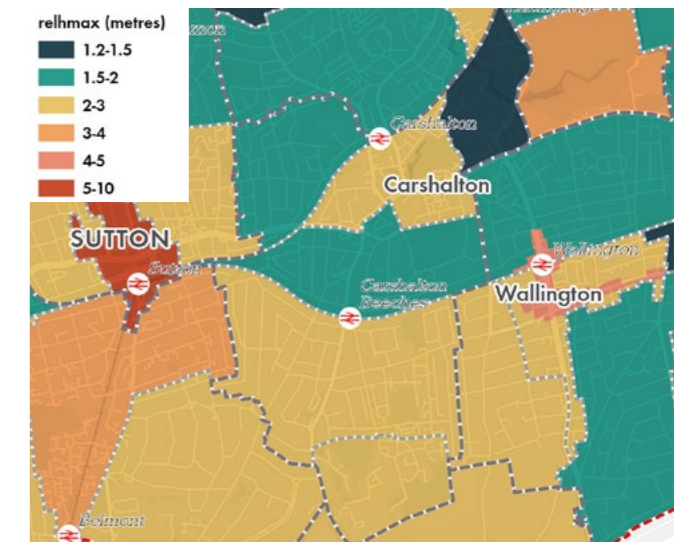 relhmax (metres)
1.2-1.5
1.5-2
2-3
3-4
4-5
5-10
Carshalton
Carshalton
SUTTON
Sutton
Wallington
Carshalton
Beeches
Wallington
Belmont